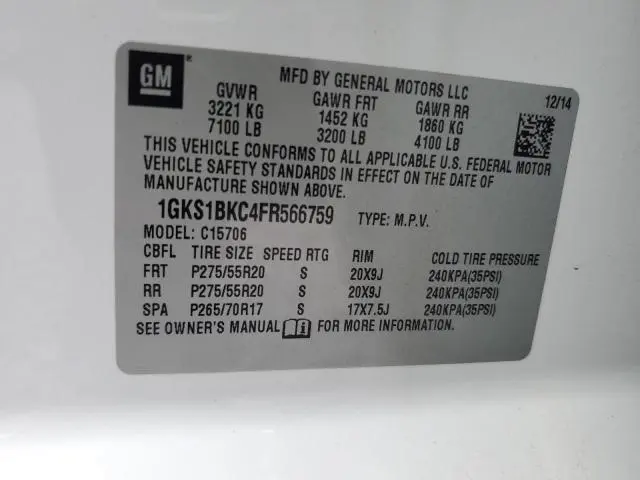 GM ®
MFD BY GENERAL MOTORS LLC
12/14
GVWR GAWR FRT GAWR RR
3221 KG 1452 KG 1860 KG
7100 LB 3200 LB 4100 LB
THIS VEHICLE CONFORMS TO ALL APPLICABLE U.S. FEDERAL MOTOR
VEHICLE SAFETY STANDARDS IN EFFECT ON THE DATE OF
MANUFACTURE SHOWN ABOVE.
1GKS1BKC4FR566759 TYPE: M.P.V.
MODEL: C15706
CBFL TIRE SIZE SPEED RTG RIM COLD TIRE PRESSURE
FRT P275/55R20 S 20X9J 240KPA(35PSI)
RR P275/55R20 S 20X9J 240KPA(35PSI)
SPA P265/70R17 S 17X7.5J 240KPA(35PSI)
SEE OWNER'S MANUAL FOR MORE INFORMATION.